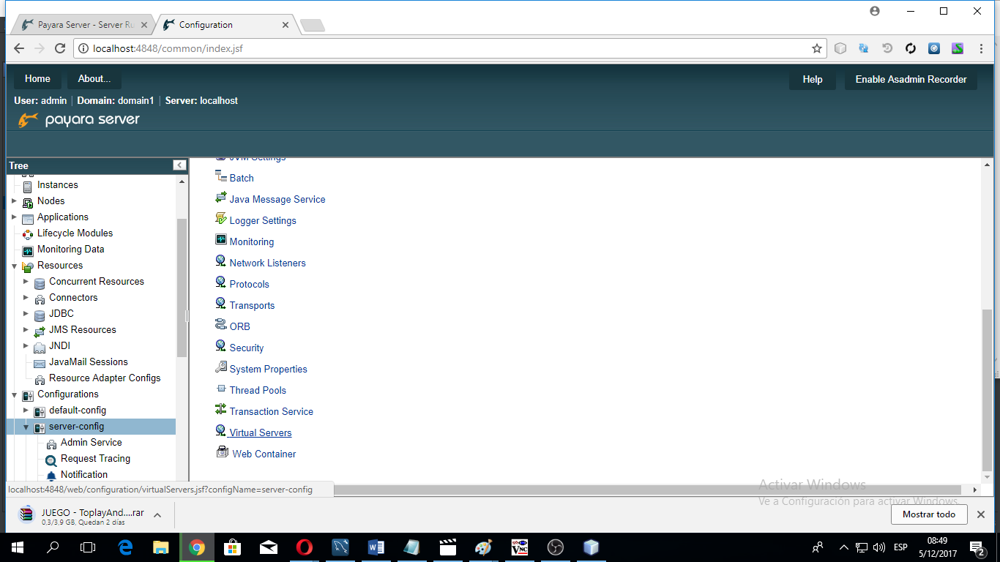 Payara Server - Server Ru
Configuration
localhost:4848/common/index.jsf
Home
About...
Help
Enable Asadmin Recorder
User: admin | Domain: domain1 | Server: localhost
payara server
Tree
Instances
Nodes
Applications
Lifecycle Modules
Monitoring Data
Resources
Concurrent Resources
Connectors
JDBC
JMS Resources
JNDI
JavaMail Sessions
Resource Adapter Configs
Configurations
default-config
server-config
Admin Service
Request Tracing
Notification
JVM Settings
Batch
Java Message Service
Logger Settings
Monitoring
Network Listeners
Protocols
Transports
ORB
Security
System Properties
Thread Pools
Transaction Service
Virtual Servers
Web Container
localhost:4848/web/configuration/virtualServers.jsf?configName=server-config
Activar Windows
Ve a Configuración para activar Windows.
JUEGO - ToplayAnd....rar
0.3/3.9 GB, Quedan 2 días
Mostrar todo
ESP
08:49
5/12/2017
2